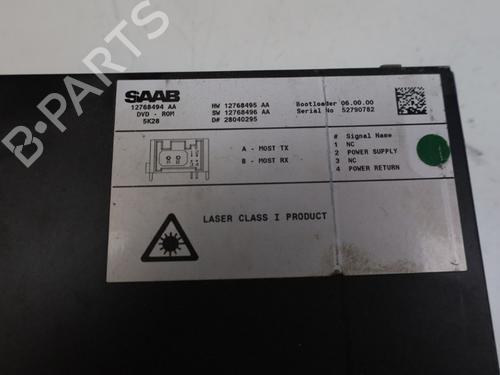 SAAB
12768494 AA
DVD - ROM
5K28
HW 12768495 AA
SW 12768496 AA
D# 28040295
Bootloader 06.00.00
Serial No 52790782
A - MOST TX
B - MOST RX
# Signal Name
1 NC
2 POWER SUPPLY
3 NC
4 POWER RETURN
LASER CLASS I PRODUCT
B-PARTS